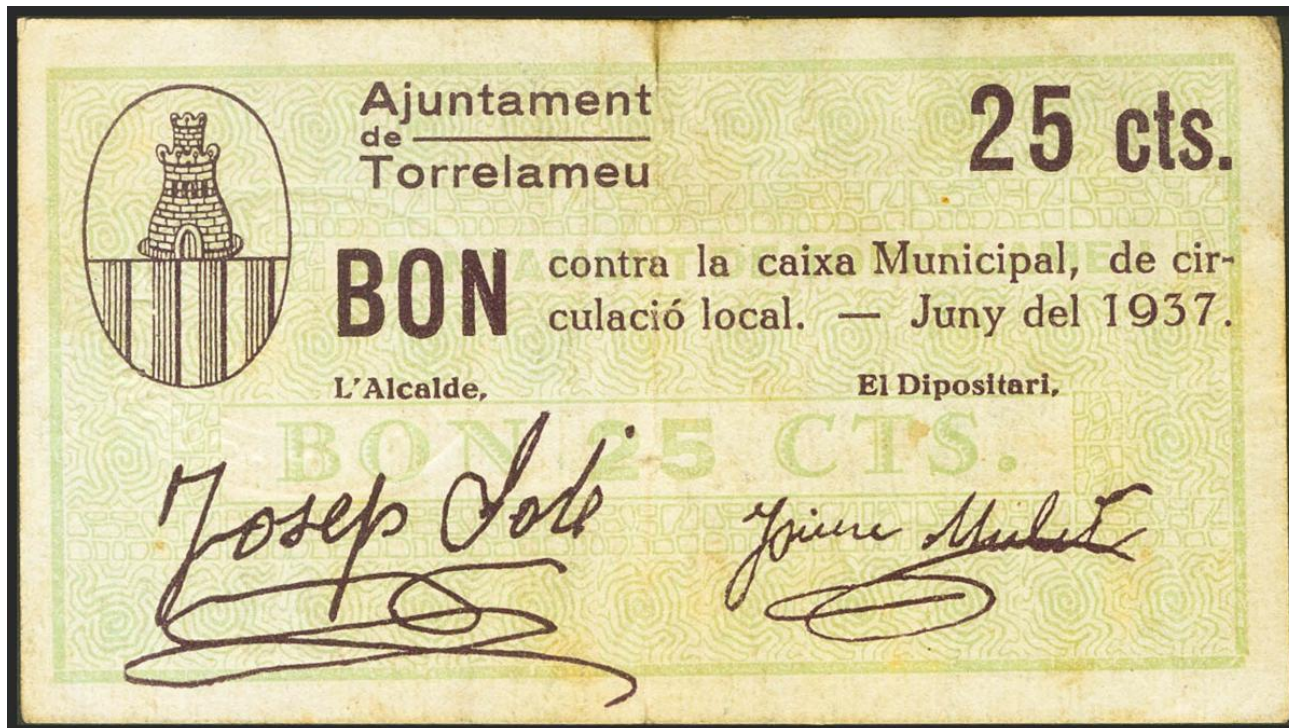 Ajuntament
de
Torrelameu
25 cts.
BON contra la caixa Municipal, de cir-
culació local. — Juny del 1937.
L'Alcalde,
El Dipositari,
BON 25 CTS.
Josep Solé